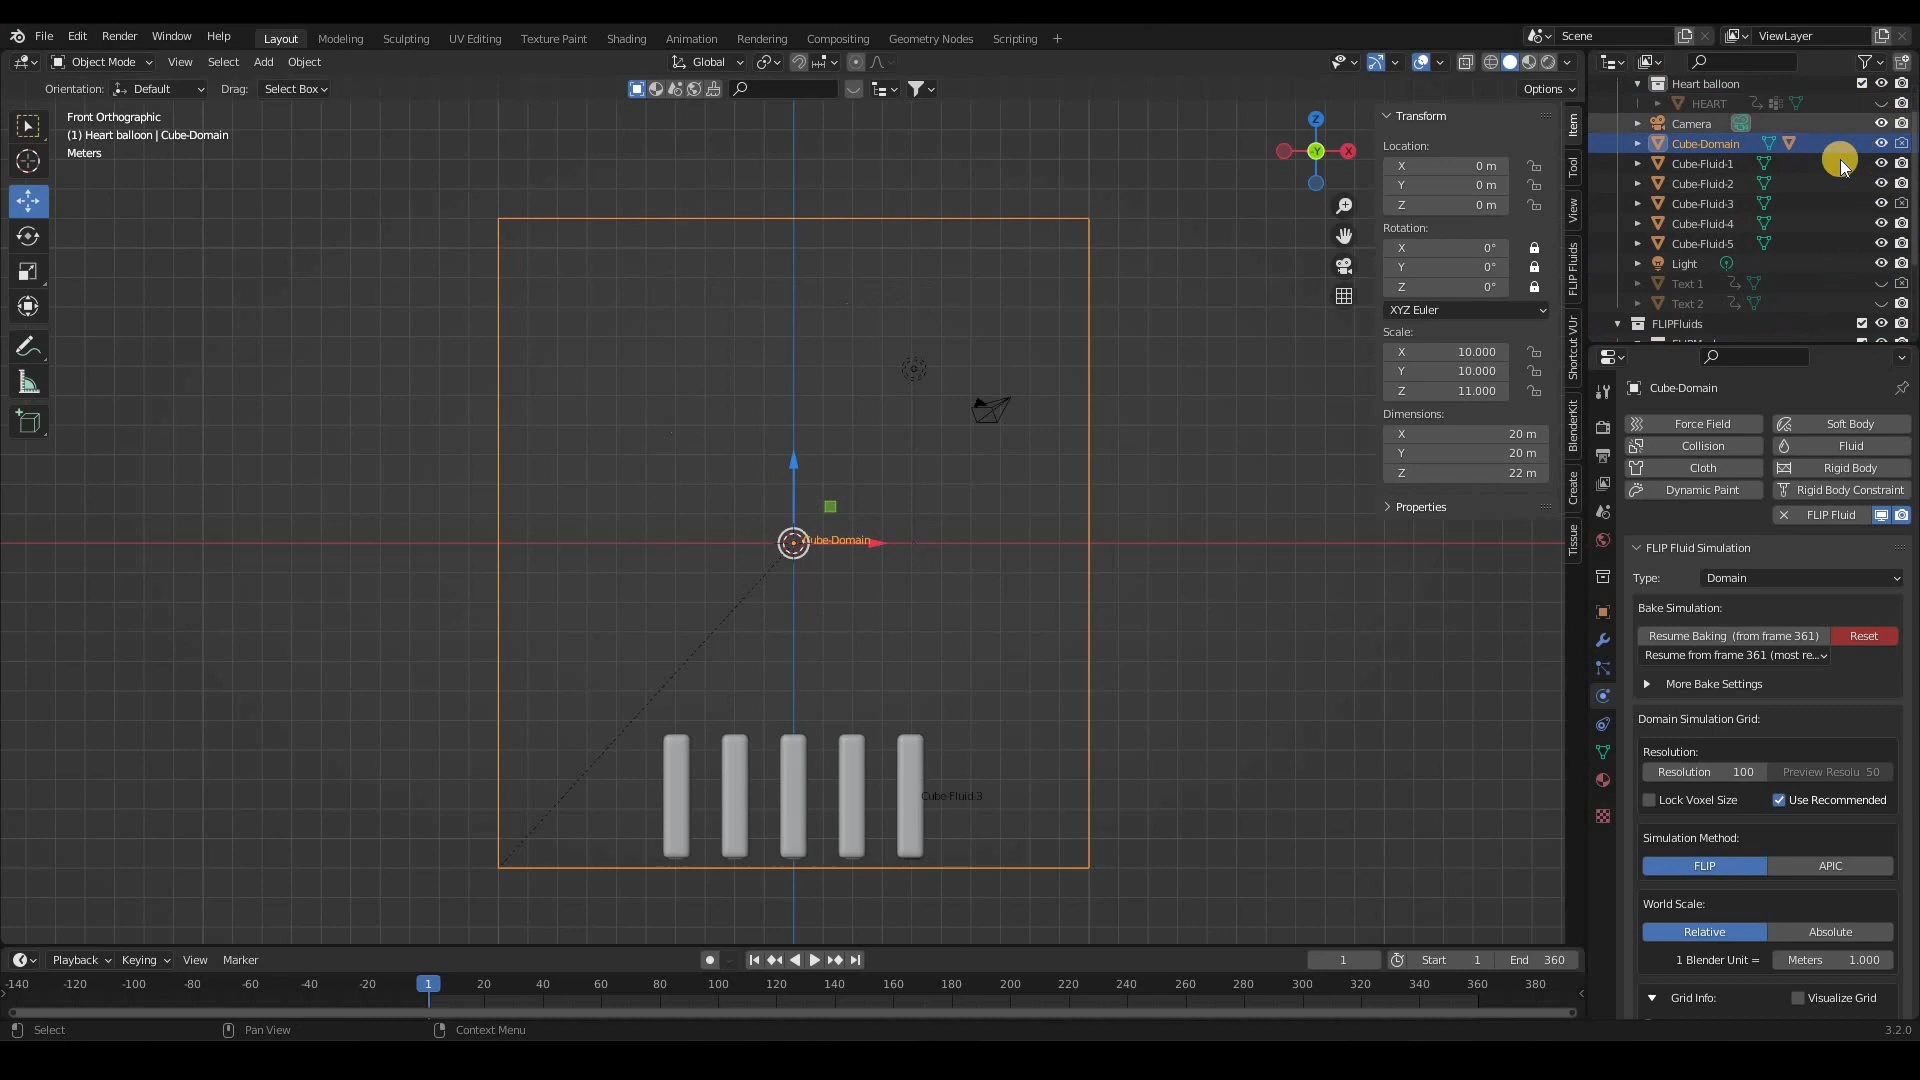 File Edit Render Window Help Layout Modeling Sculpting UV Editing Texture Paint Shading Animation Rendering Compositing Geometry Nodes Scripting + Scene ViewLayer
Object Mode View Select Add Object Global
Orientation: Default Drag: Select Box Options
Front Orthographic
(1) Heart balloon | Cube-Domain
Meters
Z
X
-Y
Cube-Domain
Cube-Fluid-3
Transform
Location:
X 0 m
Y 0 m
Z 0 m
Rotation:
X 0°
Y 0°
Z 0°
XYZ Euler
Scale:
X 10.000
Y 10.000
Z 11.000
Dimensions:
X 20 m
Y 20 m
Z 22 m
Properties
Item
Tool
View
FLIP Fluids
Shortcut VUr
BlenderKit
Create
Tissue
Heart balloon
HEART
Camera
Cube-Domain
Cube-Fluid-1
Cube-Fluid-2
Cube-Fluid-3
Cube-Fluid-4
Cube-Fluid-5
Light
Text 1
Text 2
FLIPFluids
Cube-Domain
Force Field Soft Body
Collision Fluid
Cloth Rigid Body
Dynamic Paint Rigid Body Constraint
FLIP Fluid
FLIP Fluid Simulation
Type: Domain
Bake Simulation:
Resume Baking (from frame 361) Reset
Resume from frame 361 (most re...
More Bake Settings
Domain Simulation Grid:
Resolution:
Resolution 100 Preview Resolu 50
Lock Voxel Size Use Recommended
Simulation Method:
FLIP APIC
World Scale:
Relative Absolute
1 Blender Unit = Meters 1.000
Grid Info: Visualize Grid
Playback Keying View Marker 1 Start 1 End 360
-140 -120 -100 -80 -60 -40 -20 1 20 40 60 80 100 120 140 160 180 200 220 240 260 280 300 320 340 360 380
Select Pan View Context Menu 3.2.0